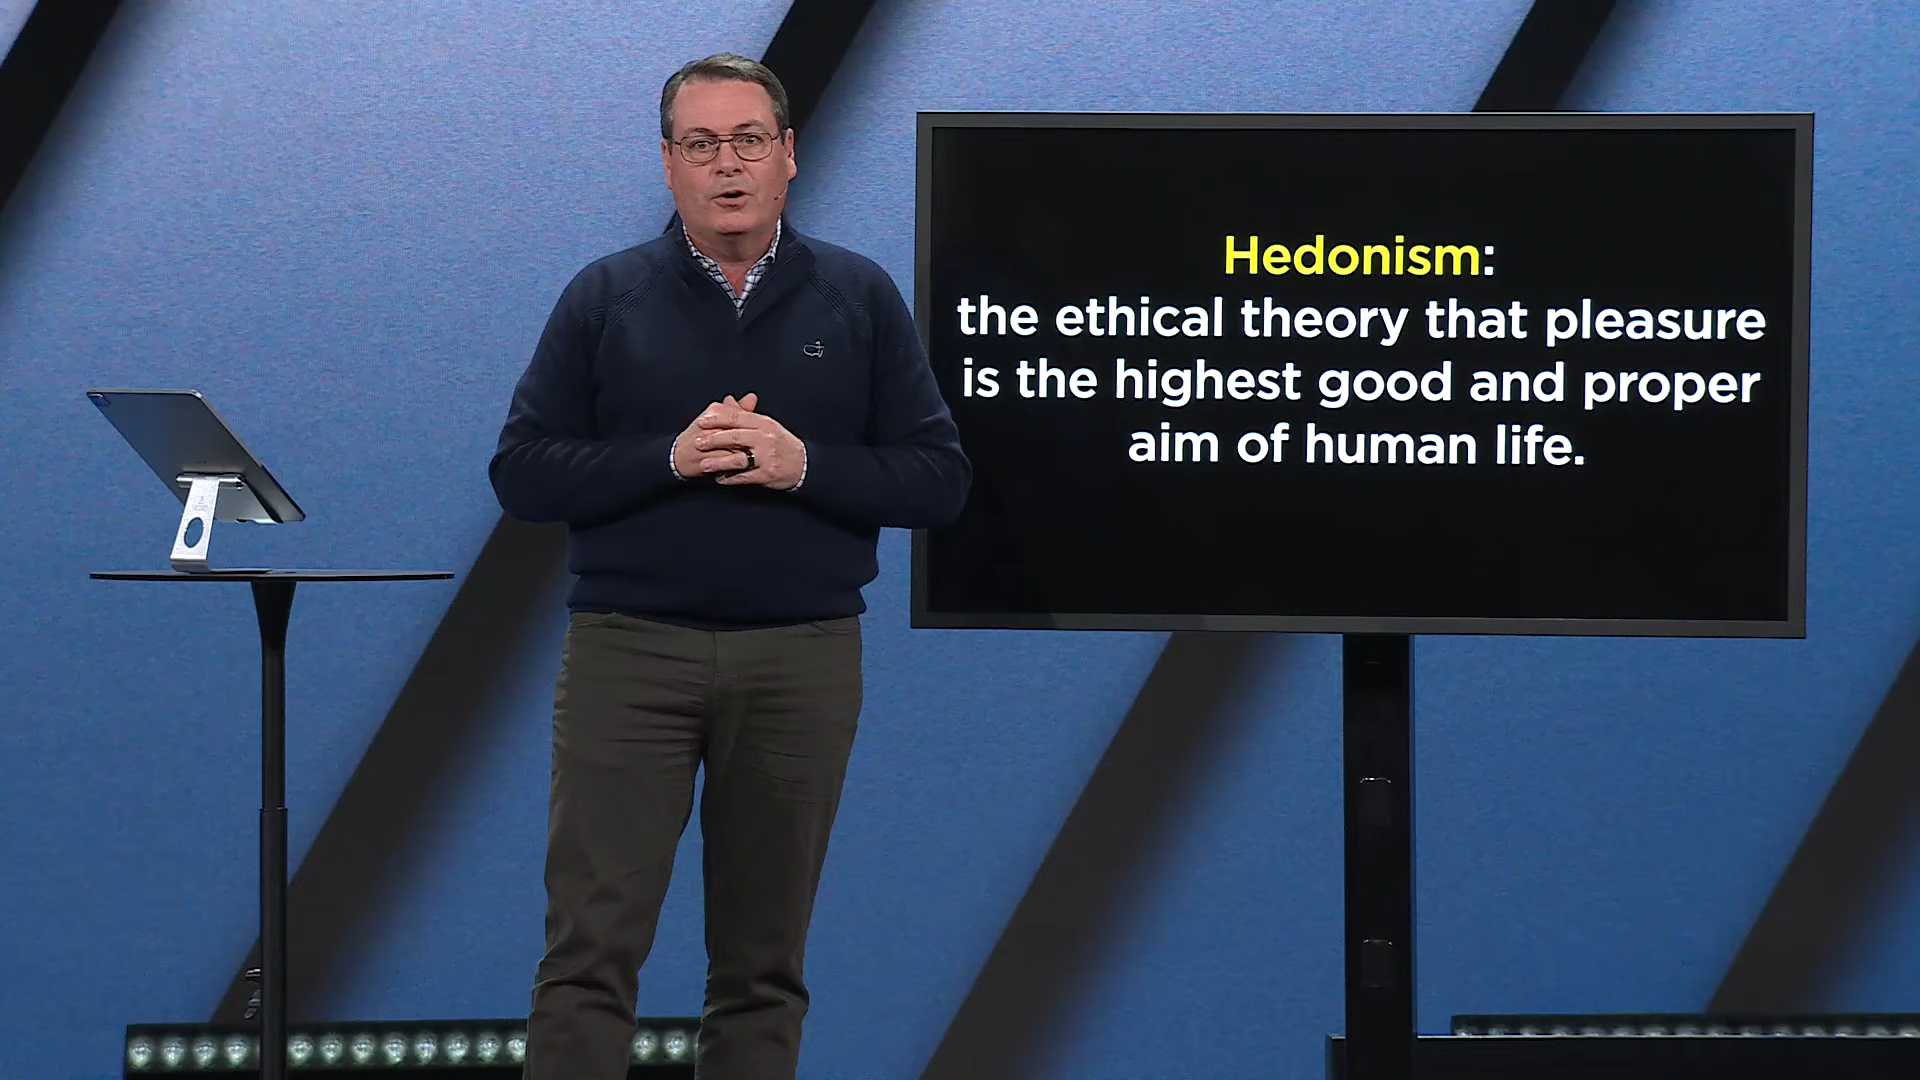 Hedonism:
the ethical theory that pleasure
is the highest good and proper
aim of human life.